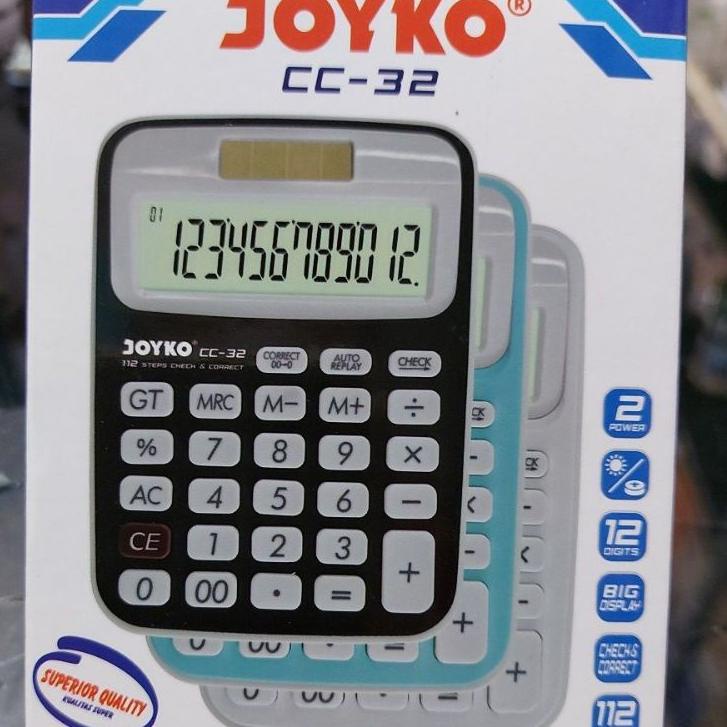 JOYKO®
CC-32
01
123456789012.
JOYKO® CC-32
112 STEPS CHECK & CORRECT
CORRECT 00→0
AUTO REPLAY
CHECK
GT MRC M− M+ ÷
% 7 8 9 ×
AC 4 5 6 −
CE 1 2 3
0 00 . = +
2
POWER
12
DIGITS
BIG
DISPLAY
CHECK&
CORRECT
112
SUPERIOR QUALITY
KUALITAS SUPER